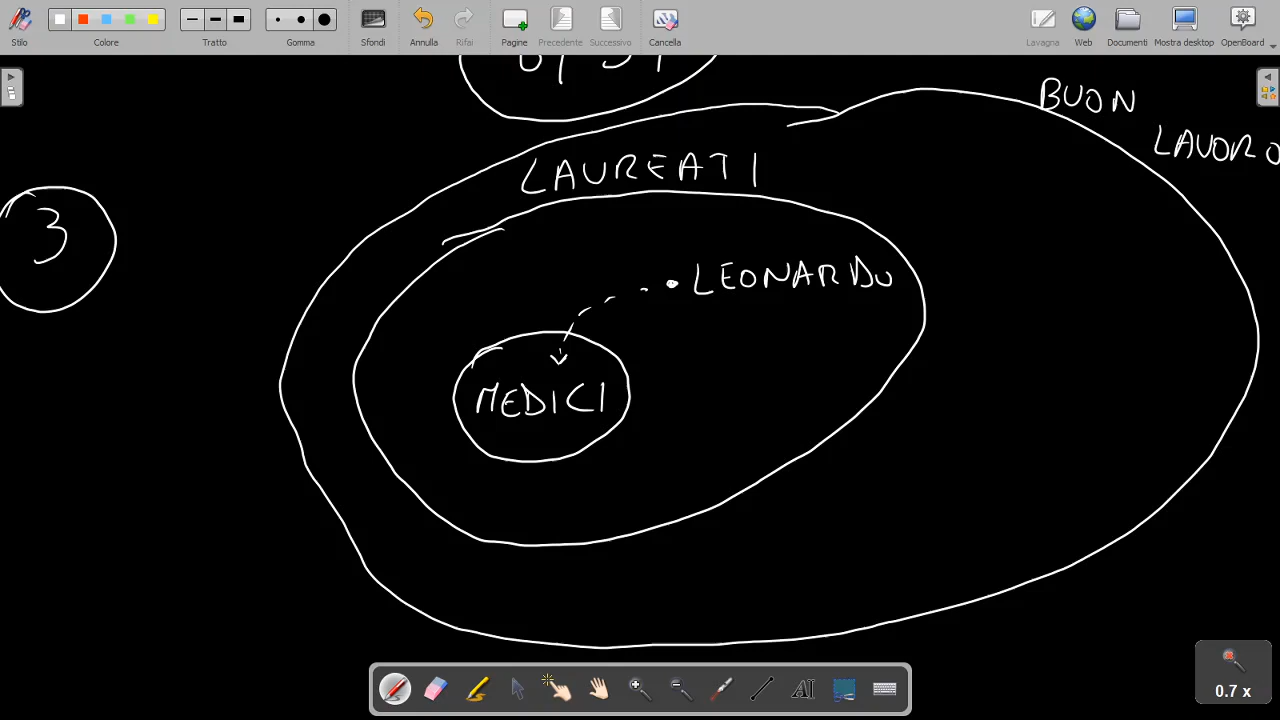 Stilo
Colore
Tratto
Gomma
Sfondi
Annulla
Rifai
Pagine
Precedente
Successivo
Cancella
Lavagna
Web
Documenti
Mostra desktop
OpenBoard
BUON
LAVORO
LAUREATI
3
LEONARDO
MEDICI
AI
0.7 x